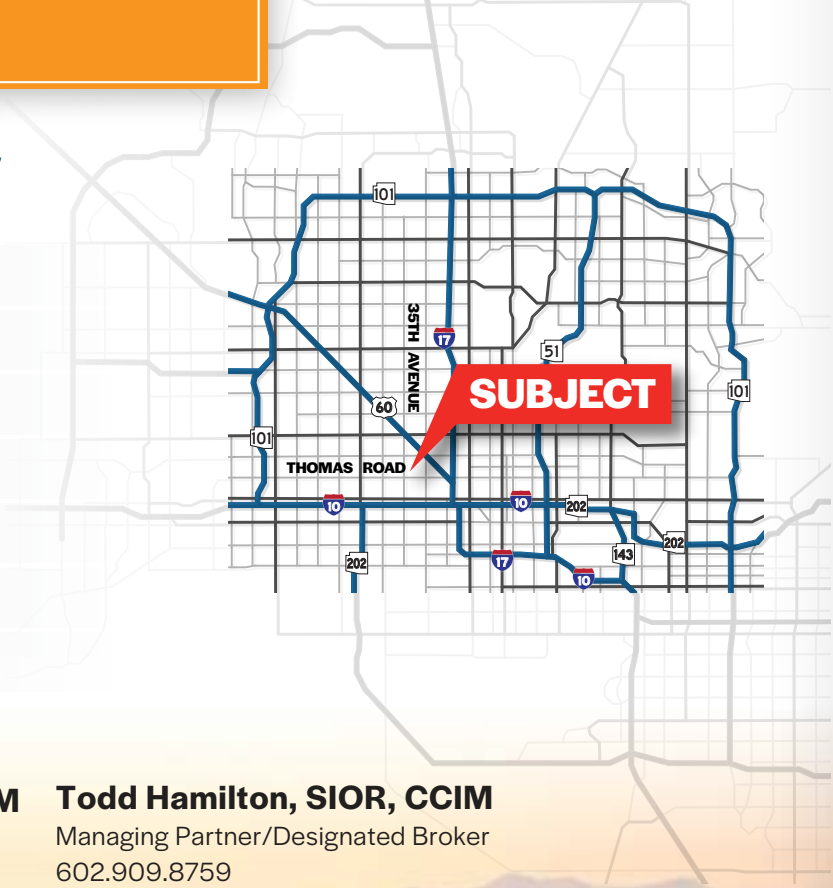 101
35TH AVENUE
17
51
SUBJECT
101
60
101
THOMAS ROAD
10
10
202
202
143
202
17
10
M
Todd Hamilton, SIOR, CCIM
Managing Partner/Designated Broker
602.909.8759